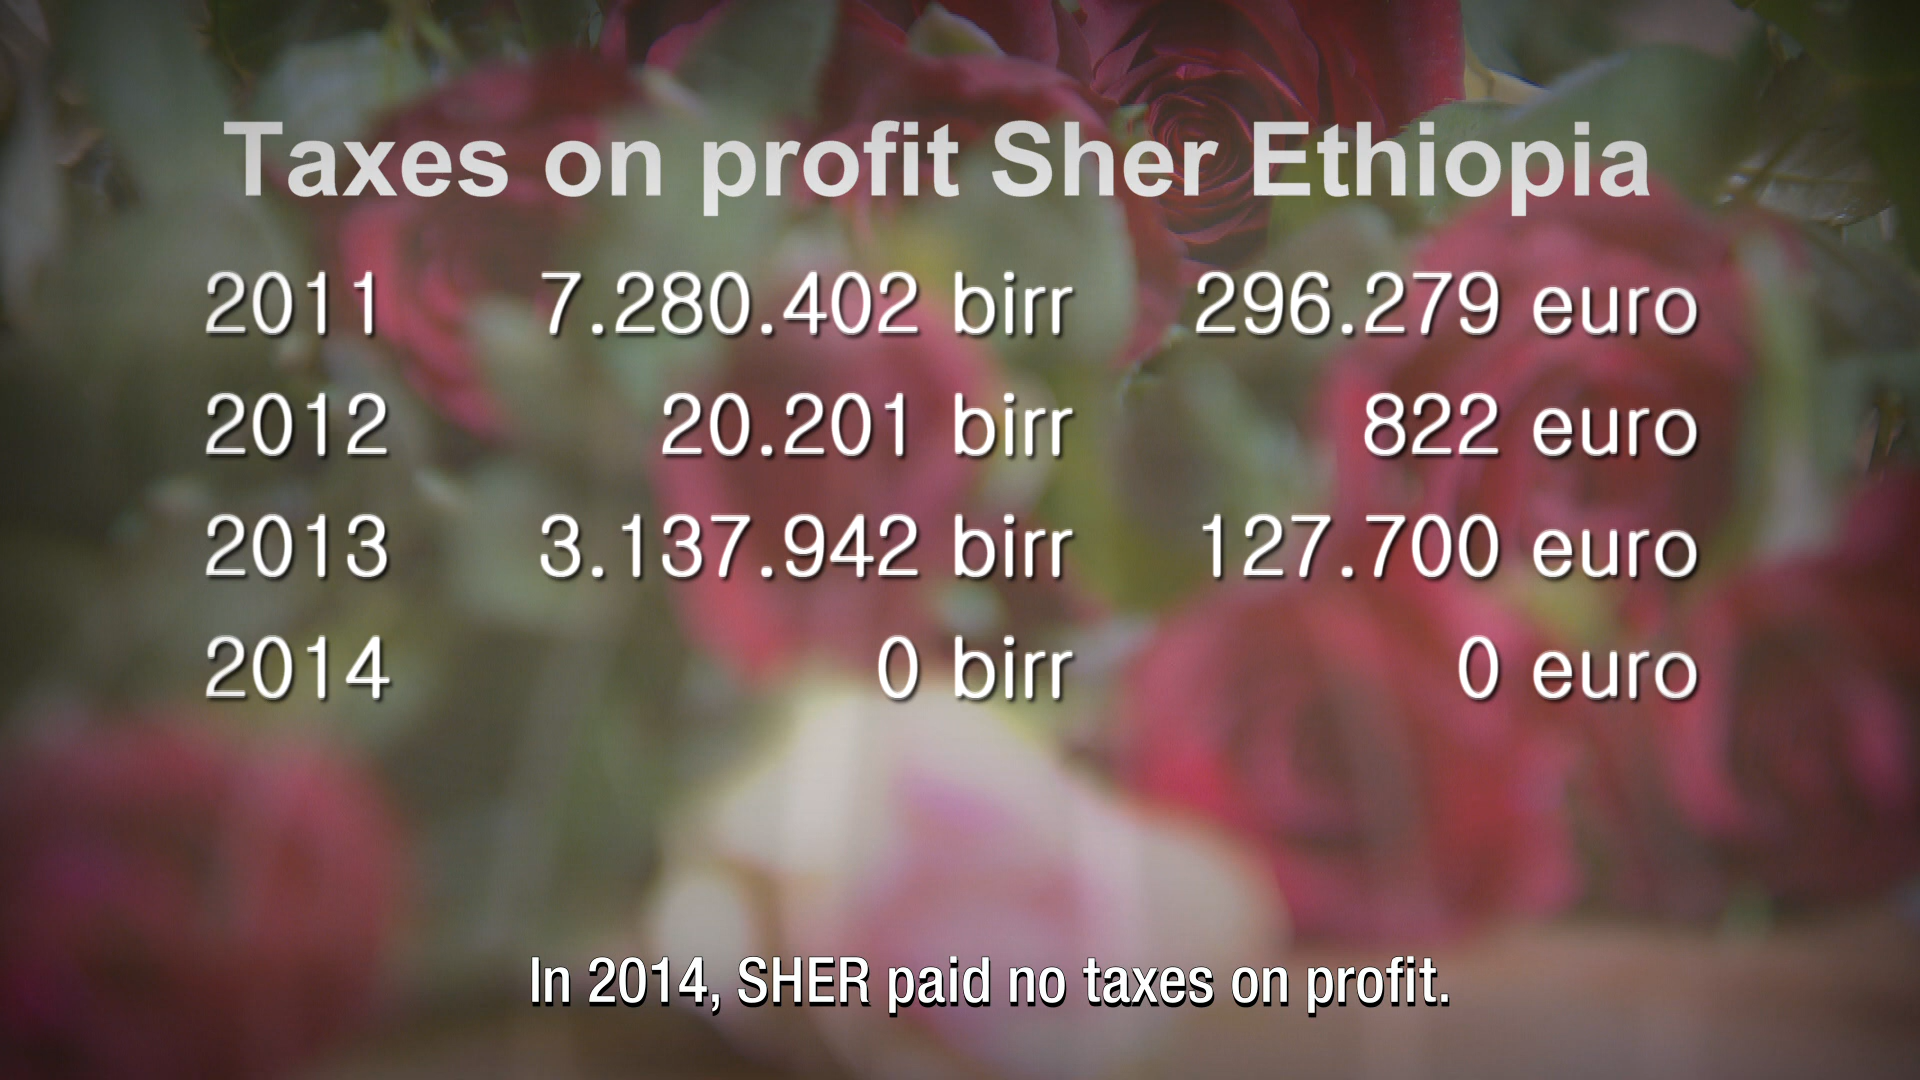 Taxes on profit Sher Ethiopia
2011 7.280.402 birr 296.279 euro
2012 20.201 birr 822 euro
2013 3.137.942 birr 127.700 euro
2014 0 birr 0 euro
In 2014, SHER paid no taxes on profit.